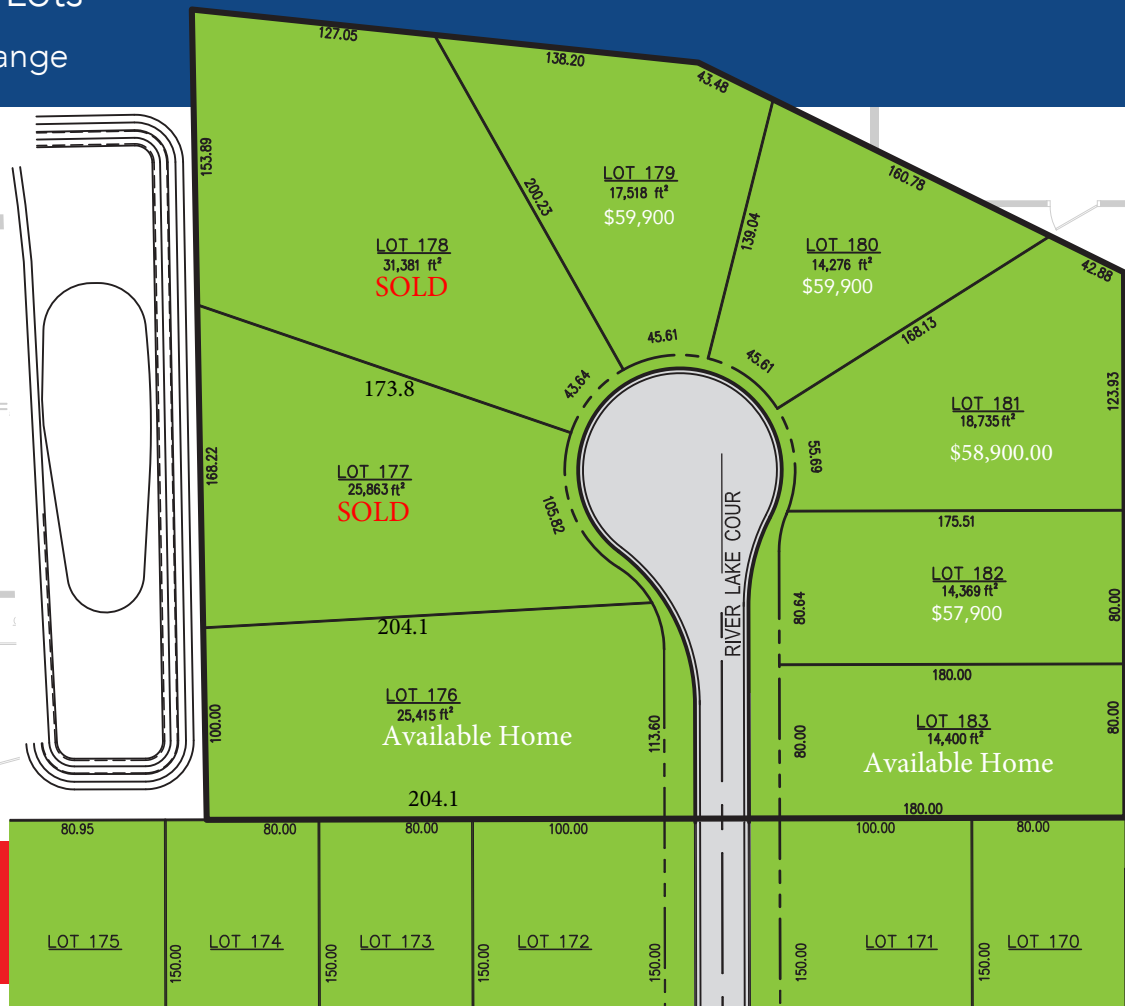 ange
127.05
138.20
43.48
153.89
200.23
139.04
160.78
42.88
LOT 179
17,518 ft²
$59,900
LOT 178
31,381 ft²
SOLD
LOT 180
14,276 ft²
$59,900
45.61
45.61
43.64
168.13
123.93
173.8
LOT 181
18,735 ft²
$58,900.00
168.22
LOT 177
25,863 ft²
SOLD
105.82
55.69
175.51
RIVER LAKE COUR
LOT 182
14,369 ft²
$57,900
80.64
80.00
204.1
180.00
LOT 176
25,415 ft²
Available Home
100.00
113.60
80.00
LOT 183
14,400 ft²
Available Home
80.00
204.1
180.00
80.95
80.00
80.00
100.00
100.00
80.00
LOT 175
LOT 174
LOT 173
LOT 172
LOT 171
LOT 170
150.00
150.00
150.00
150.00
150.00
150.00